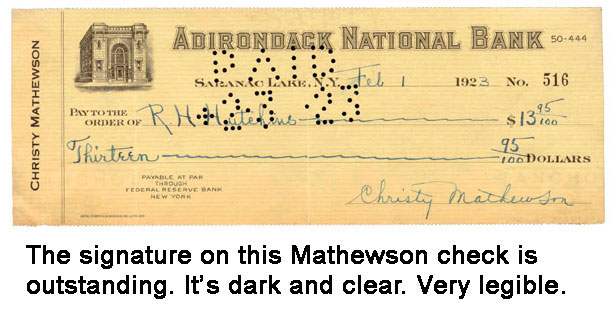 CHRISTY MATHEWSON
ADIRONDACK NATIONAL BANK 50-444
SARANAC LAKE, N.Y. Feb 1 1923 No. 516
PAID
PAY TO THE
ORDER OF R H Hutchins $13 95/100
Thirteen 95/100 DOLLARS
PAYABLE AT PAR
THROUGH
FEDERAL RESERVE BANK
NEW YORK
Christy Mathewson
The signature on this Mathewson check is
outstanding. It's dark and clear. Very legible.